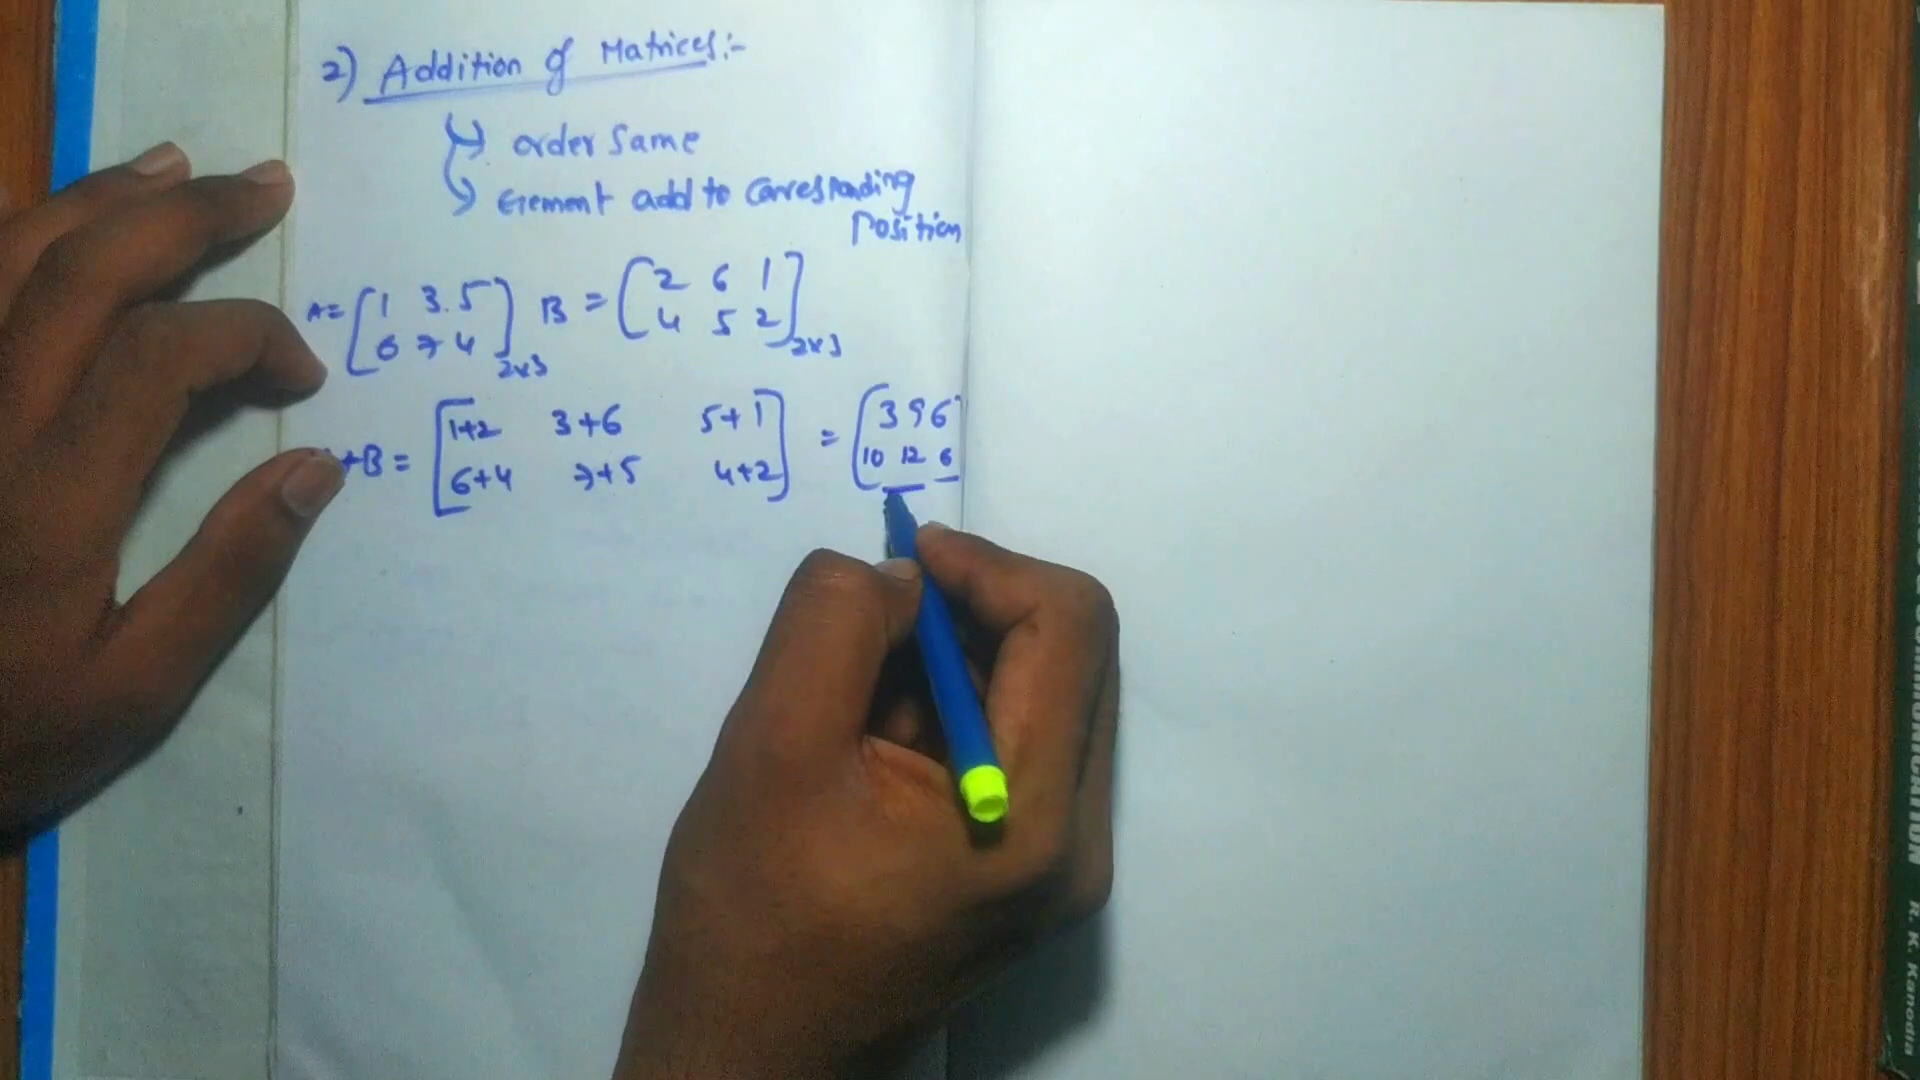 2) Addition of Matrices:-
order same
Element add to corresponding
Position
A= [1 3.5
6 7 4] 2x3
B = [2 6 1
4 5 2] 2x3
+B = [1+2 3+6 5+1
6+4 7+5 4+2]
= [3 9 6
10 12 6
R. K. Kanodia